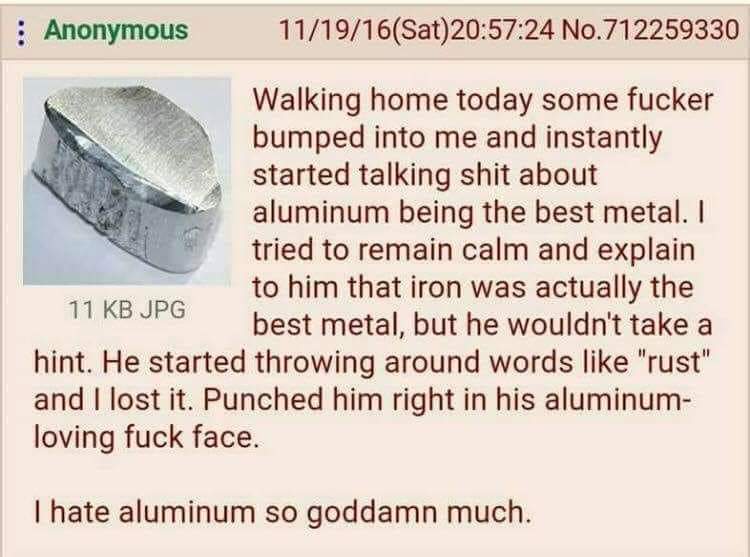 Anonymous 11/19/16(Sat)20:57:24 No.712259330
Walking home today some fucker
bumped into me and instantly
started talking shit about
aluminum being the best metal. I
tried to remain calm and explain
to him that iron was actually the
11 KB JPG
best metal, but he wouldn't take a
hint. He started throwing around words like "rust"
and I lost it. Punched him right in his aluminum-
loving fuck face.
I hate aluminum so goddamn much.